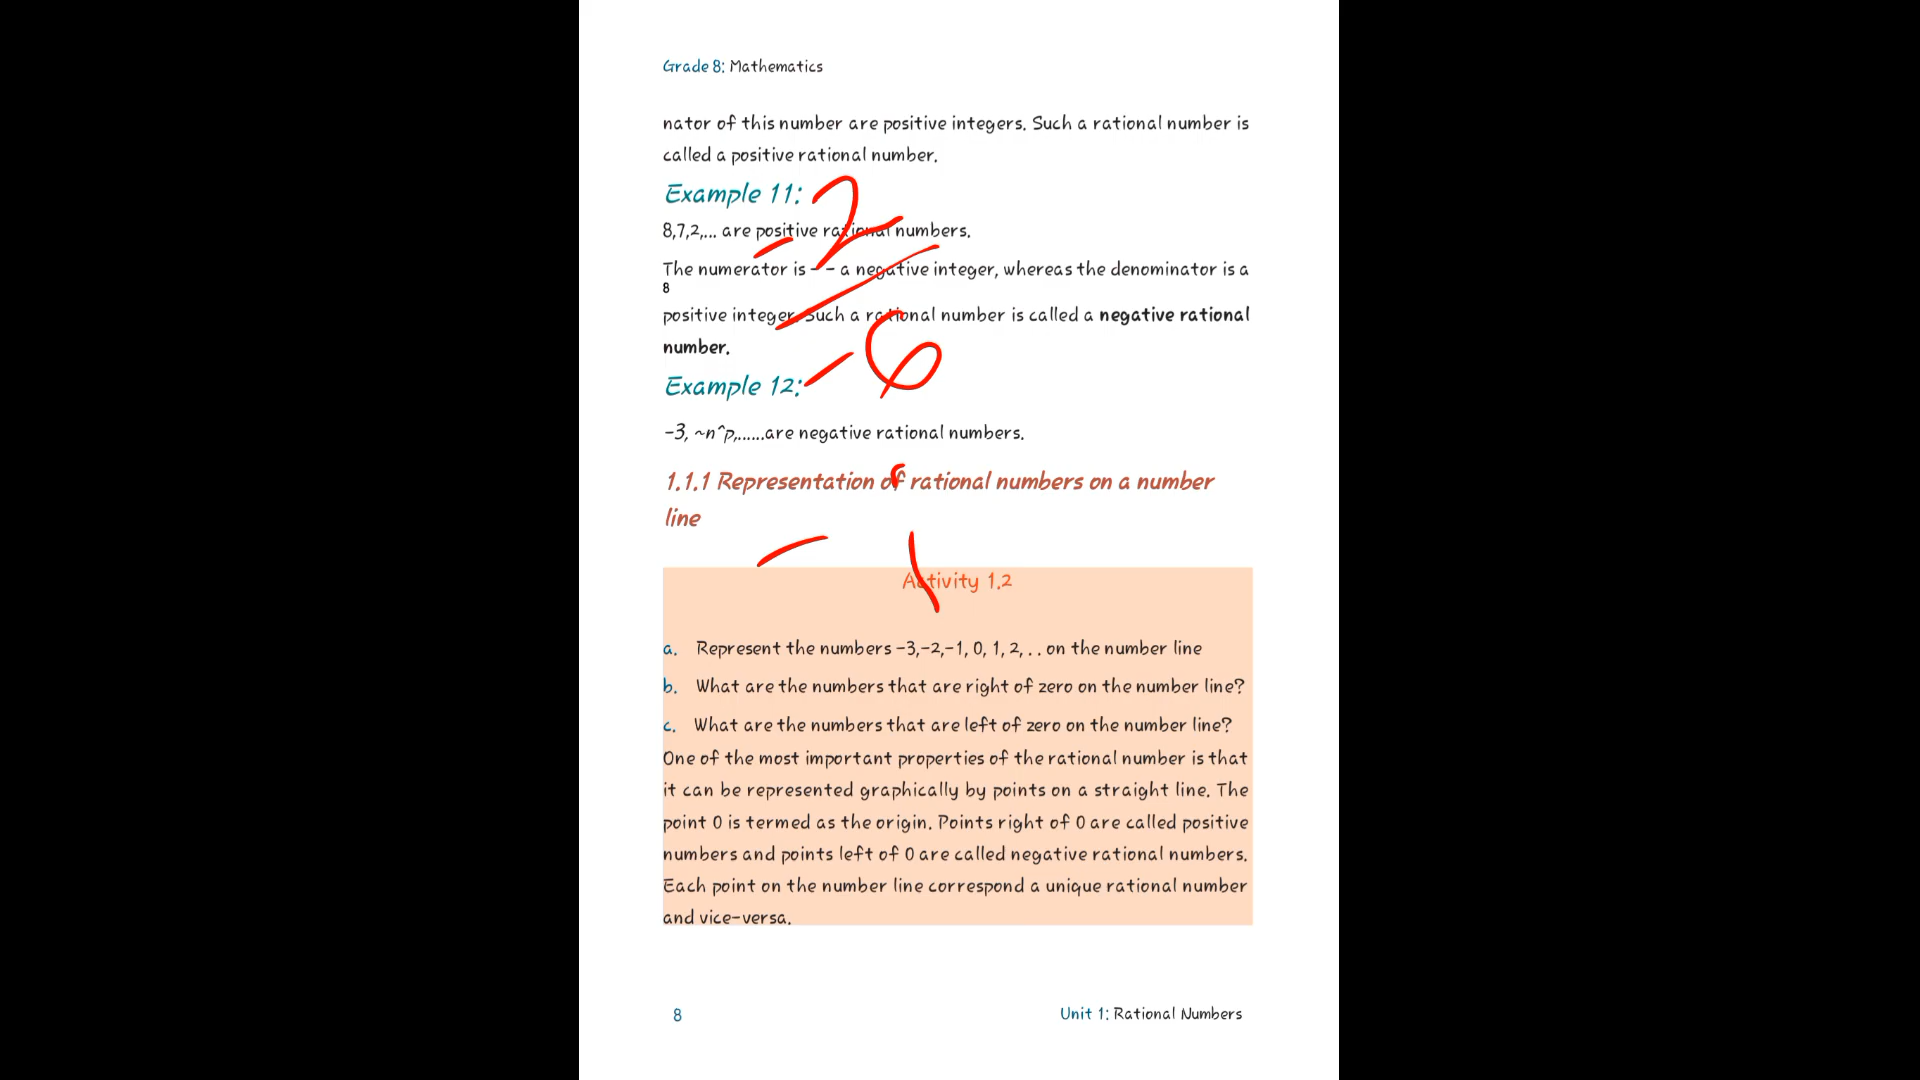 Grade 8: Mathematics
nator of this number are positive integers. Such a rational number is
called a positive rational number.
Example 11:
8,7,2,... are positive rational numbers.
The numerator is - - a negative integer, whereas the denominator is a
8
positive integer. Such a rational number is called a negative rational
number.
Example 12:
-3, ~n^p,......are negative rational numbers.
-2
-6
1.1.1 Representation of rational numbers on a number
line
Activity 1.2
a. Represent the numbers -3,-2,-1, 0, 1, 2, . . on the number line
b. What are the numbers that are right of zero on the number line?
c. What are the numbers that are left of zero on the number line?
One of the most important properties of the rational number is that
it can be represented graphically by points on a straight line. The
point 0 is termed as the origin. Points right of 0 are called positive
numbers and points left of 0 are called negative rational numbers.
Each point on the number line correspond a unique rational number
and vice-versa.
8
Unit 1: Rational Numbers